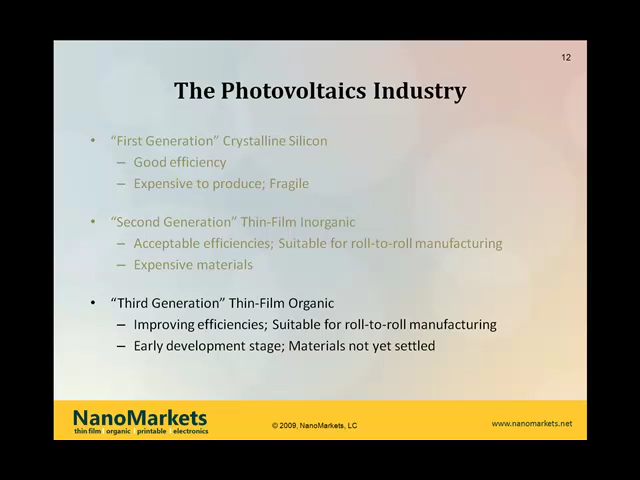 12
The Photovoltaics Industry
• "First Generation" Crystalline Silicon
– Good efficiency
– Expensive to produce; Fragile
• "Second Generation" Thin-Film Inorganic
– Acceptable efficiencies; Suitable for roll-to-roll manufacturing
– Expensive materials
• "Third Generation" Thin-Film Organic
– Improving efficiencies; Suitable for roll-to-roll manufacturing
– Early development stage; Materials not yet settled
NanoMarkets
thin film | organic | printable | electronics
© 2009, NanoMarkets, LC
www.nanomarkets.net